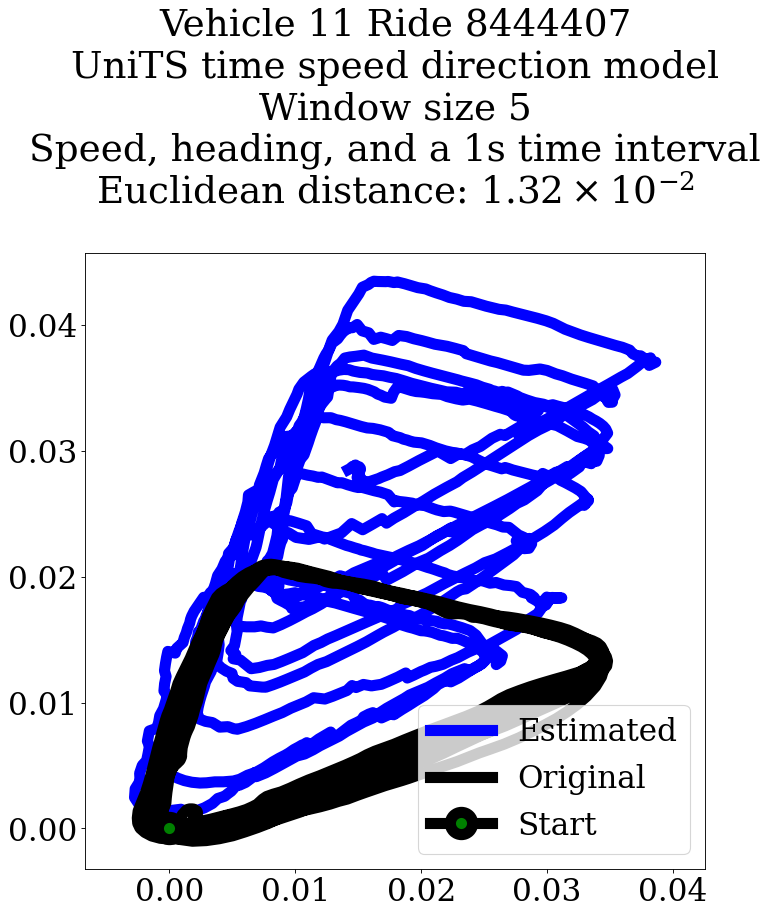 Vehicle 11 Ride 8444407
UniTS time speed direction model
Window size 5
Speed, heading, and a 1s time interval
Euclidean distance: 1.32 × 10⁻²
0.04
0.03
0.02
0.01
0.00
Estimated
Original
Start
0.00 0.01 0.02 0.03 0.04